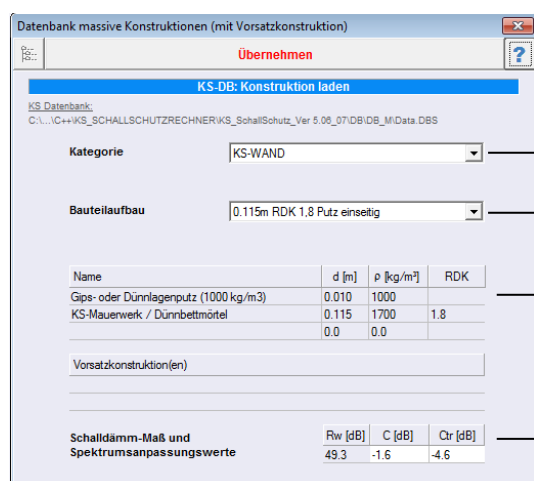 Datenbank massive Konstruktionen (mit Vorsatzkonstruktion)
Übernehmen
?
KS-DB: Konstruktion laden
KS Datenbank:
C:\...\C++\KS_SCHALLSCHUTZRECHNER\KS_SchallSchutz_Ver 5.06_07\DB\DB_M\Data.DBS
Kategorie KS-WAND
Bauteilaufbau 0.115m RDK 1,8 Putz einseitig
Name d [m] ρ [kg/m³] RDK
Gips- oder Dünnlagenputz (1000 kg/m3) 0.010 1000
KS-Mauerwerk / Dünnbettmörtel 0.115 1700 1.8
0.0 0.0
Vorsatzkonstruktion(en)
Schalldämm-Maß und Rw [dB] C [dB] Ctr [dB]
Spektrumsanpassungswerte 49.3 -1.6 -4.6